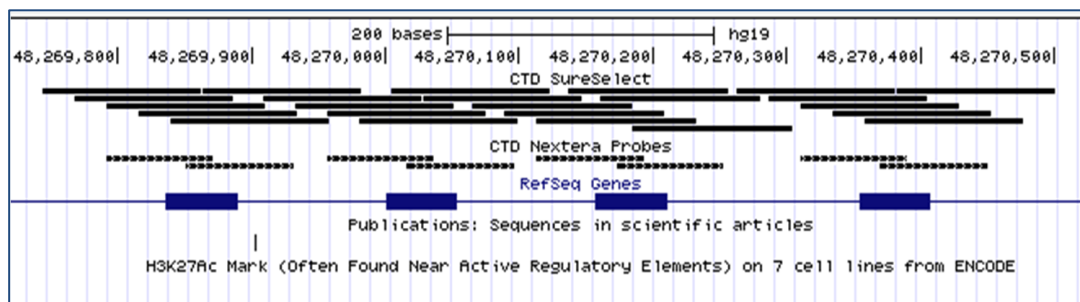 200 bases hg19
48,269,800 48,269,900 48,270,000 48,270,100 48,270,200 48,270,300 48,270,400 48,270,500
CTD SureSelect
CTD Nextera Probes
RefSeq Genes
Publications: Sequences in scientific articles
H3K27Ac Mark (Often Found Near Active Regulatory Elements) on 7 cell lines from ENCODE